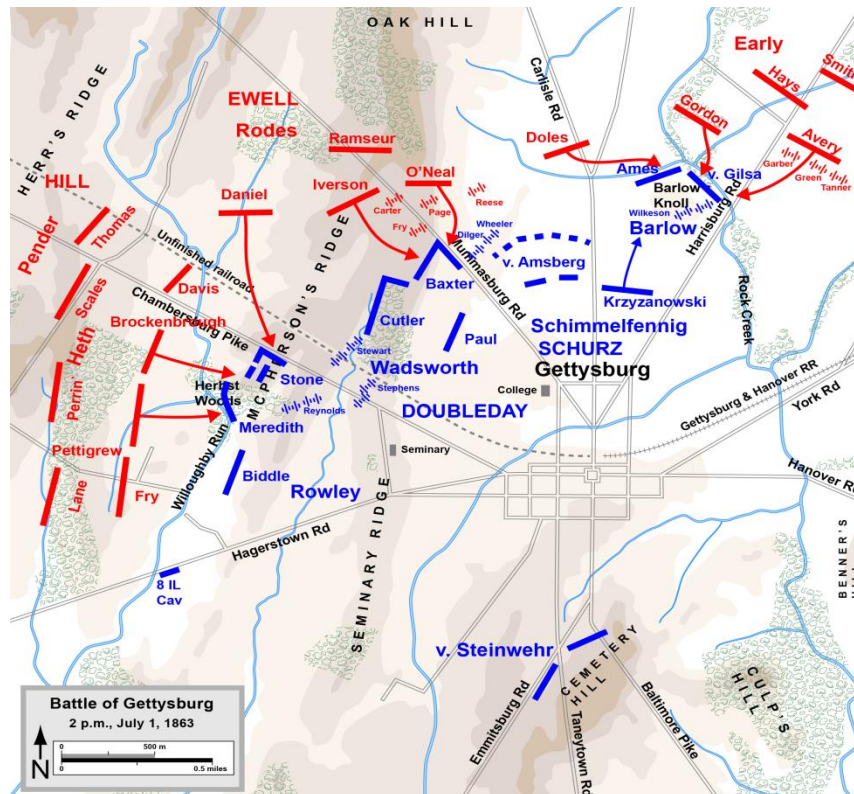 OAK HILL
HERR'S RIDGE
EWELL
Rodes
Ramseur
Carlisle Rd
Early
Hays
Smit
Gordon
Doles
Avery
Garber
Green
Tanner
Ames
v. Gilsa
Barlow
Knoll
Wilkeson
Barlow
Harrisburg Rd
HILL
Pender
Thomas
Daniel
Iverson
O'Neal
Carter
Page
Reese
Fry
Wheeler
Dilger
Unfinished railroad
Davis
Mummasburg Rd
v. Amsberg
Baxter
Krzyzanowski
Rock Creek
Scales
Chambersburg Pike
Brockenbrough
Heth
MCPHERSON'S RIDGE
Cutler
Paul
Schimmelfennig
SCHURZ
Gettysburg
Stewart
Wadsworth
Stone
Herbst
Woods
Stephens
College
Gettysburg & Hanover RR
York Rd
Perrin
Reynolds
DOUBLEDAY
Meredith
Pettigrew
Willoughby Run
Seminary
Biddle
Rowley
Hanover R
Lane
Fry
Hagerstown Rd
SEMINARY RIDGE
BENNER'S
8 IL
Cav
v. Steinwehr
CEMETERY
HILL
CULP'S
HILL
Emmitsburg Rd
Taneytown Rd
Baltimore Pike
Battle of Gettysburg
2 p.m., July 1, 1863
0
500 m
0
0.5 miles
N